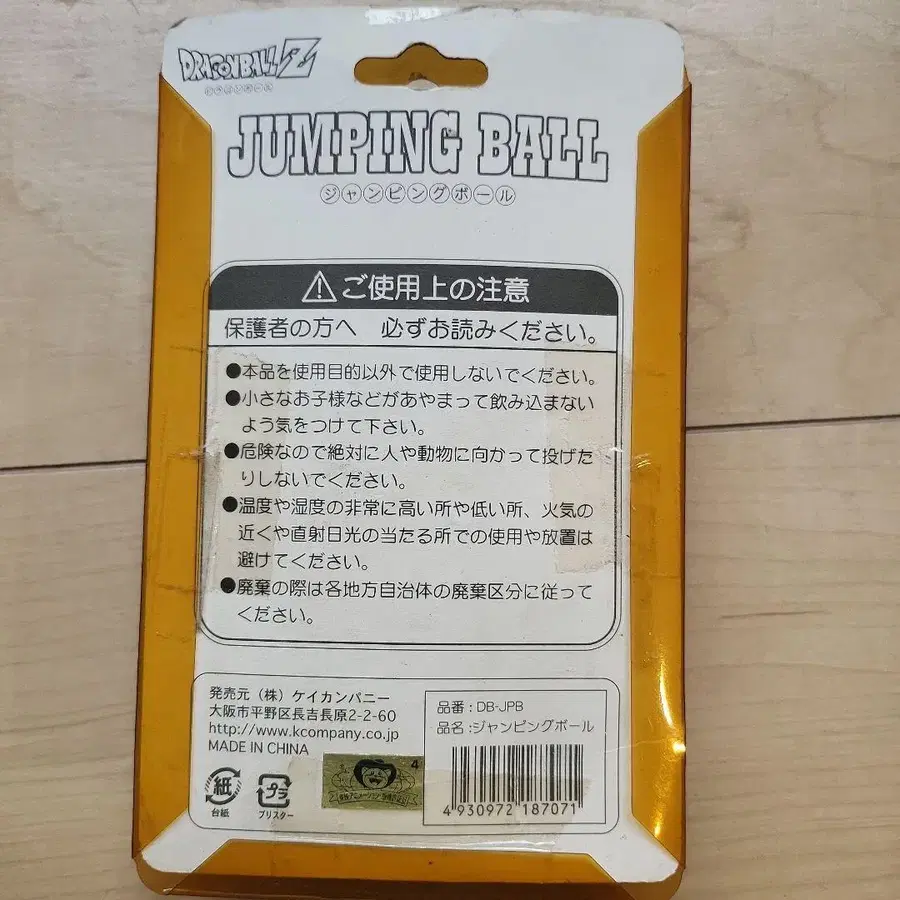 DRAGONBALL Z
ドラゴンボール
JUMPING BALL
ジャンピングボール
ご使用上の注意
保護者の方へ 必ずお読みください。
●本品を使用目的以外で使用しないでください。
●小さなお子様などがあやまって飲み込まない
よう気をつけて下さい。
●危険なので絶対に人や動物に向かって投げた
りしないでください。
●温度や湿度の非常に高い所や低い所、火気の
近くや直射日光の当たる所での使用や放置は
避けてください。
●廃棄の際は各地方自治体の廃棄区分に従って
ください。
発売元（株）ケイカンパニー
大阪市平野区長吉長原2-2-60
http://www.kcompany.co.jp
MADE IN CHINA
紙
台紙
プラ
ブリスター
4
品番：DB-JPB
品名：ジャンピングボール
4 930972 187071